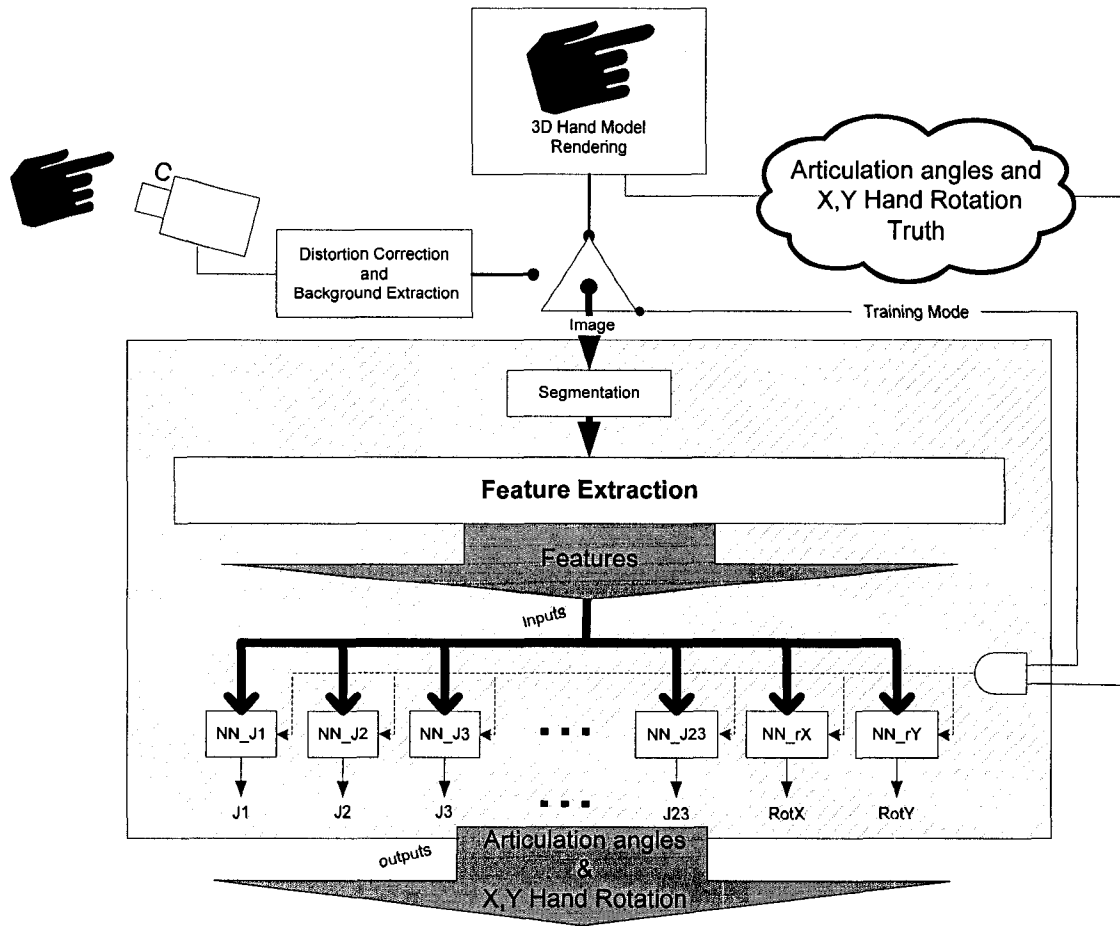 3D Hand Model
Rendering
C
Articulation angles and
X,Y Hand Rotation
Truth
Distortion Correction
and
Background Extraction
Image
Training Mode
Segmentation
Feature Extraction
Features
Inputs
NN_J1
NN_J2
NN_J3
NN_J23
NN_rX
NN_rY
J1
J2
J3
J23
RotX
RotY
outputs
Articulation angles
&
X,Y Hand Rotation